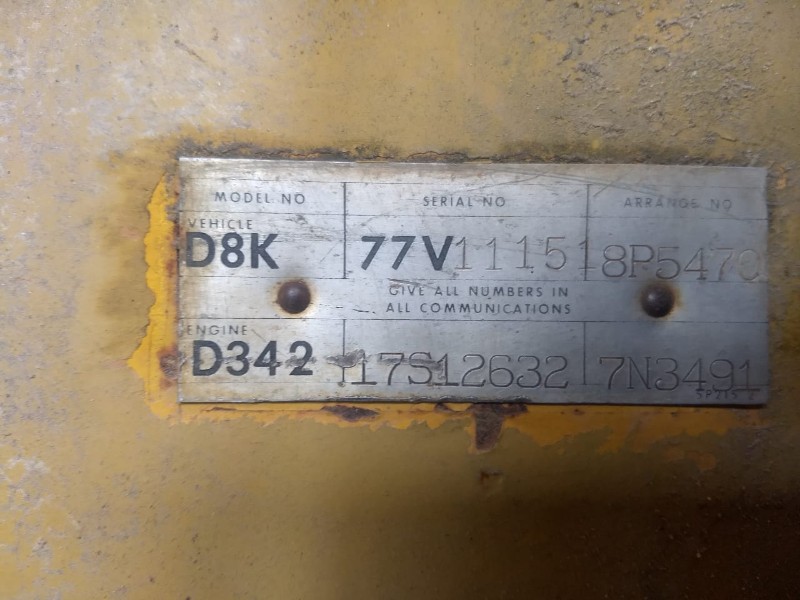 MODEL NO SERIAL NO ARRANGE NO
VEHICLE
D8K 77V11151 8P5470
GIVE ALL NUMBERS IN
ALL COMMUNICATIONS
ENGINE
D342 17S12632 7N3491